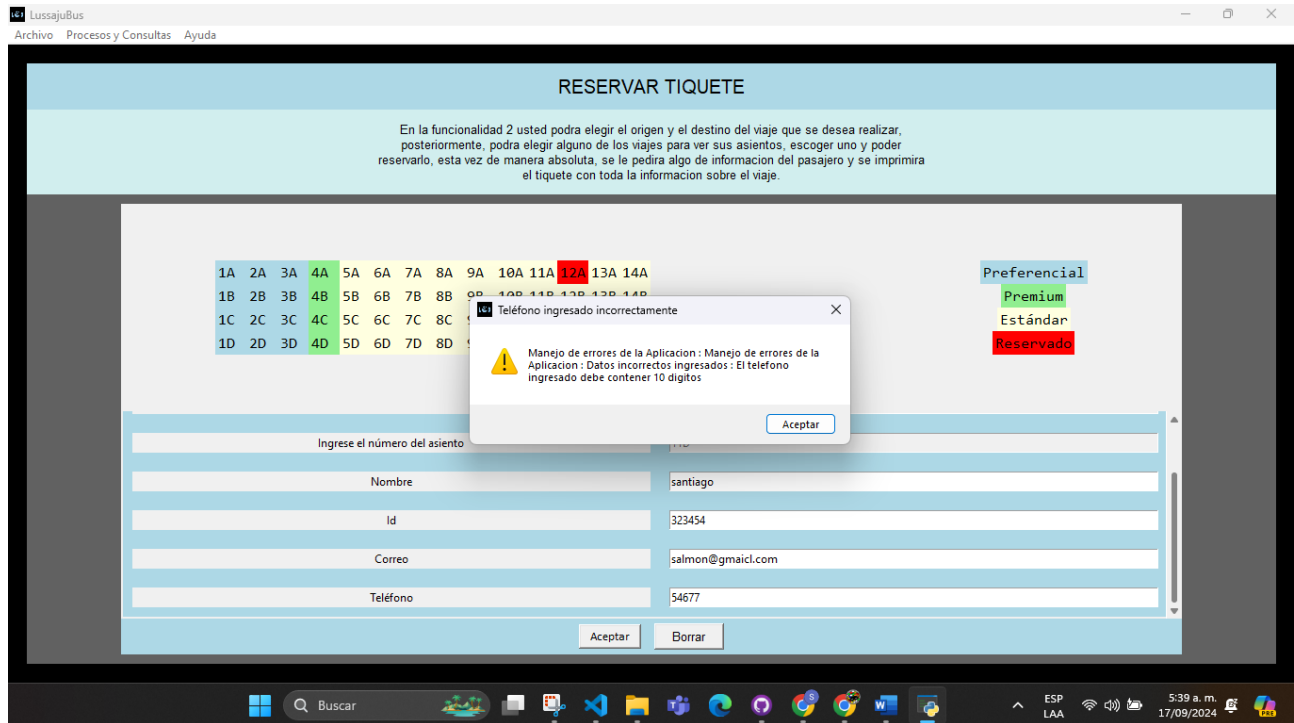 LussajuBus
Archivo Procesos y Consultas Ayuda
RESERVAR TIQUETE
En la funcionalidad 2 usted podra elegir el origen y el destino del viaje que se desea realizar,
posteriormente, podra elegir alguno de los viajes para ver sus asientos, escoger uno y poder
reservarlo, esta vez de manera absoluta, se le pedira algo de informacion del pasajero y se imprimira
el tiquete con toda la informacion sobre el viaje.
1A 2A 3A 4A 5A 6A 7A 8A 9A 10A 11A 12A 13A 14A
1B 2B 3B 4B 5B 6B 7B 8B 9B 10B 11B 12B 13B 14B
1C 2C 3C 4C 5C 6C 7C 8C
1D 2D 3D 4D 5D 6D 7D 8D
Preferencial
Premium
Estándar
Reservado
Teléfono ingresado incorrectamente
Manejo de errores de la Aplicacion : Manejo de errores de la
Aplicacion : Datos incorrectos ingresados : El telefono
ingresado debe contener 10 digitos
Aceptar
Ingrese el número del asiento
Nombre santiago
Id 323454
Correo salmon@gmaicl.com
Teléfono 54677
Aceptar Borrar
Buscar
ESP
LAA
5:39 a. m.
17/09/2024